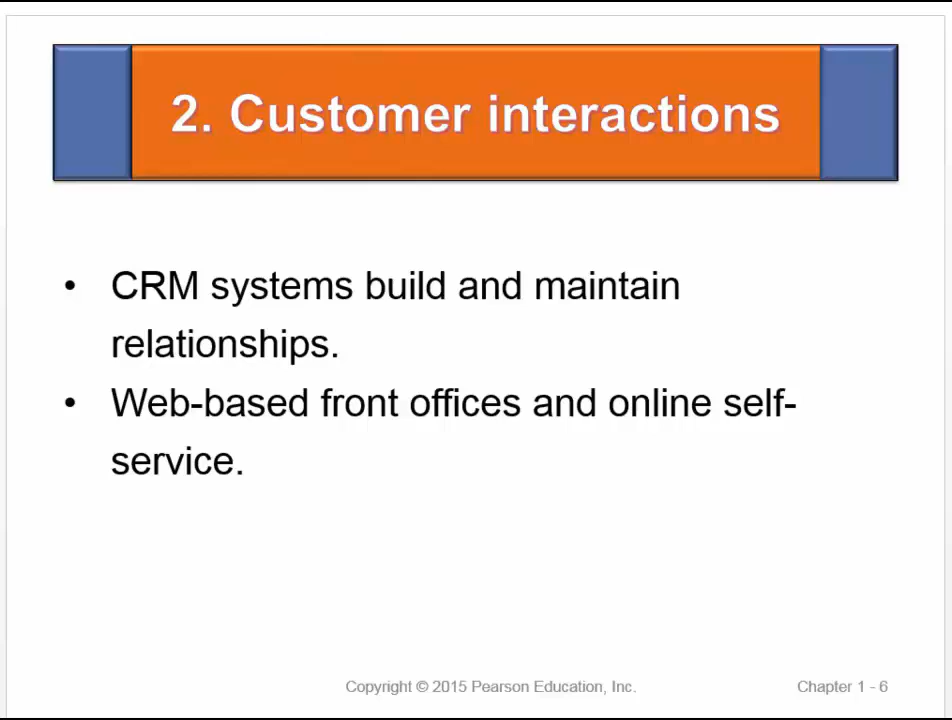 2. Customer interactions
• CRM systems build and maintain
relationships.
• Web-based front offices and online self-
service.
Copyright © 2015 Pearson Education, Inc.
Chapter 1 - 6